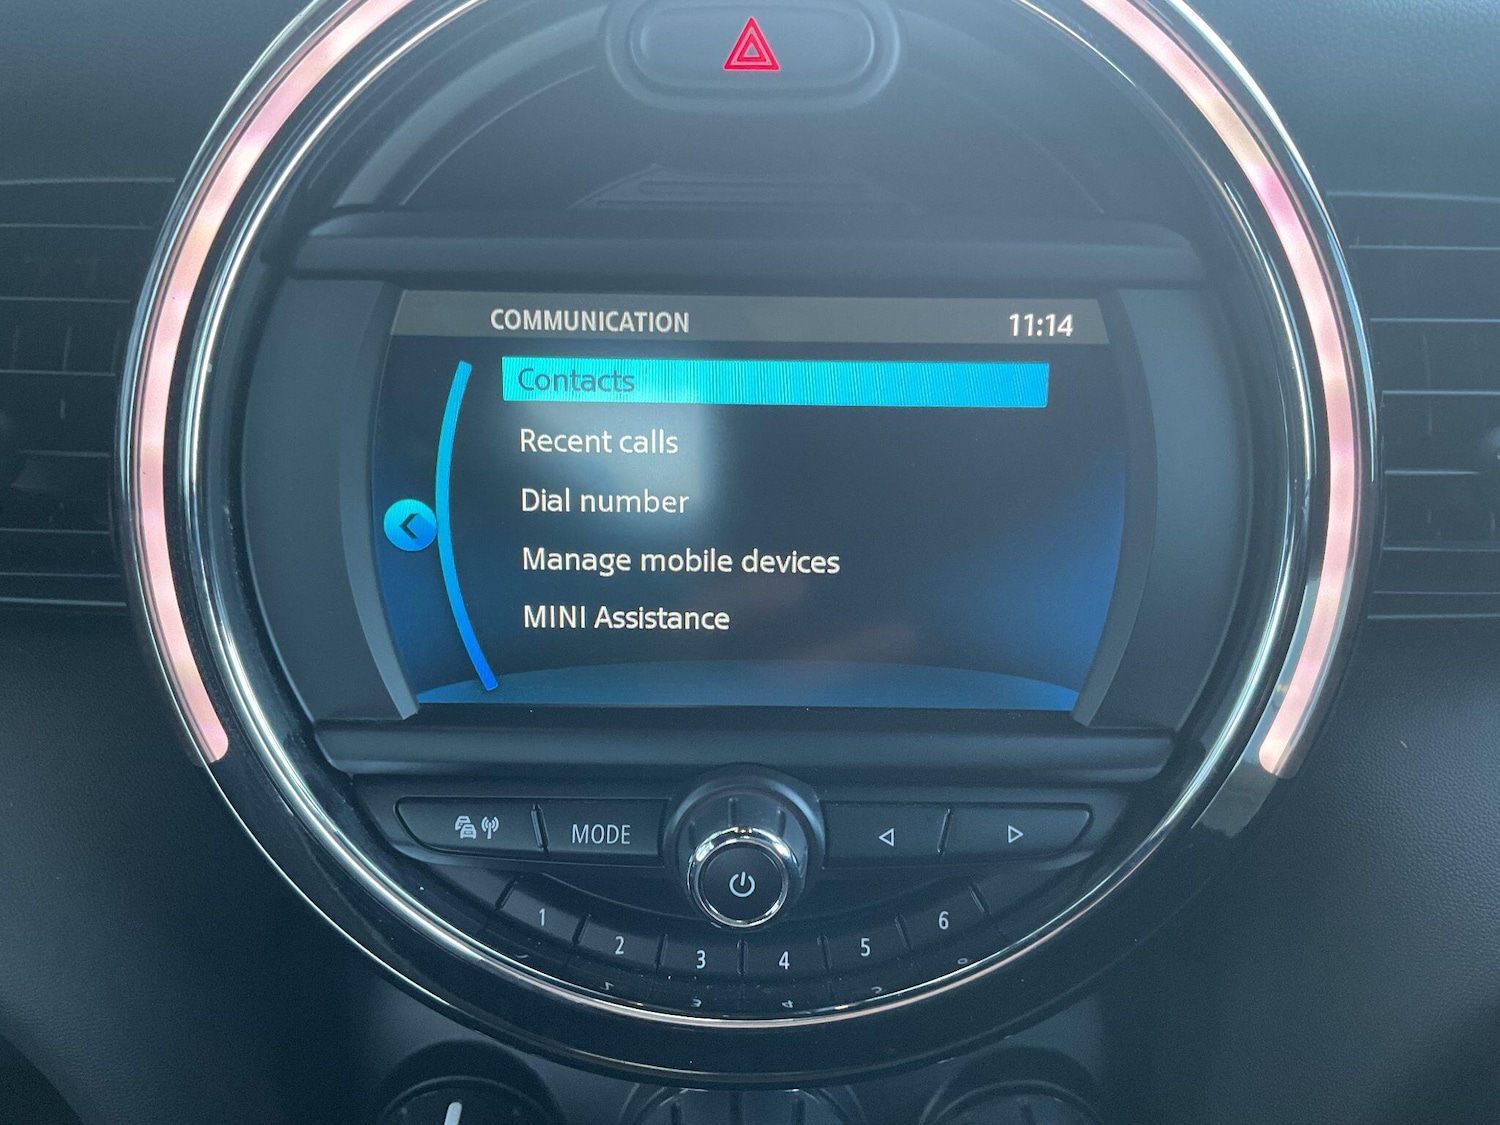 COMMUNICATION 11:14
Contacts
Recent calls
Dial number
Manage mobile devices
MINI Assistance
MODE
1 2 3 4 5 6